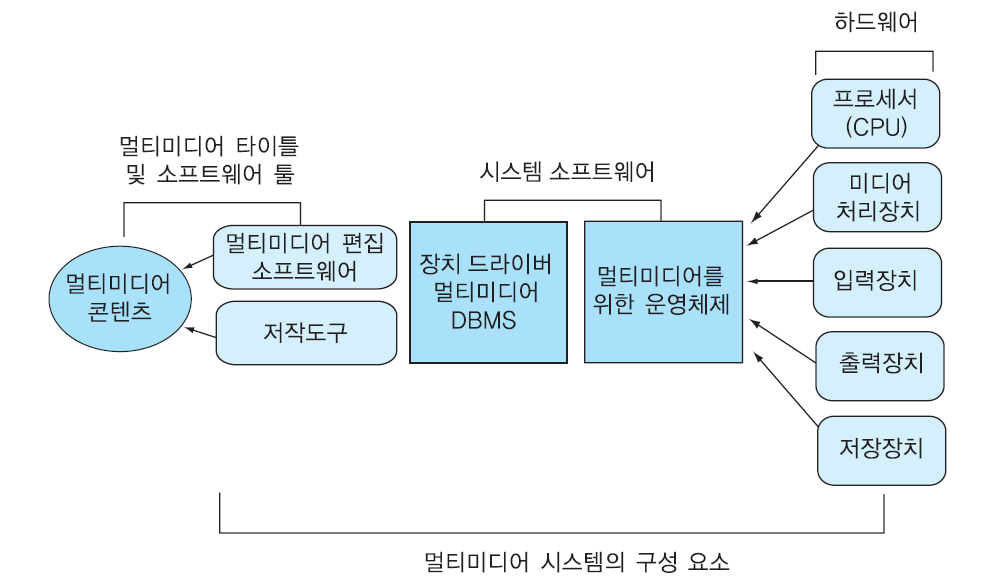 하드웨어
프로세서
(CPU)
멀티미디어 타이틀
및 소프트웨어 툴
시스템 소프트웨어
미디어
처리장치
멀티미디어 편집
소프트웨어
장치 드라이버
멀티미디어
DBMS
멀티미디어를
위한 운영체제
멀티미디어
콘텐츠
입력장치
저작도구
출력장치
저장장치
멀티미디어 시스템의 구성 요소